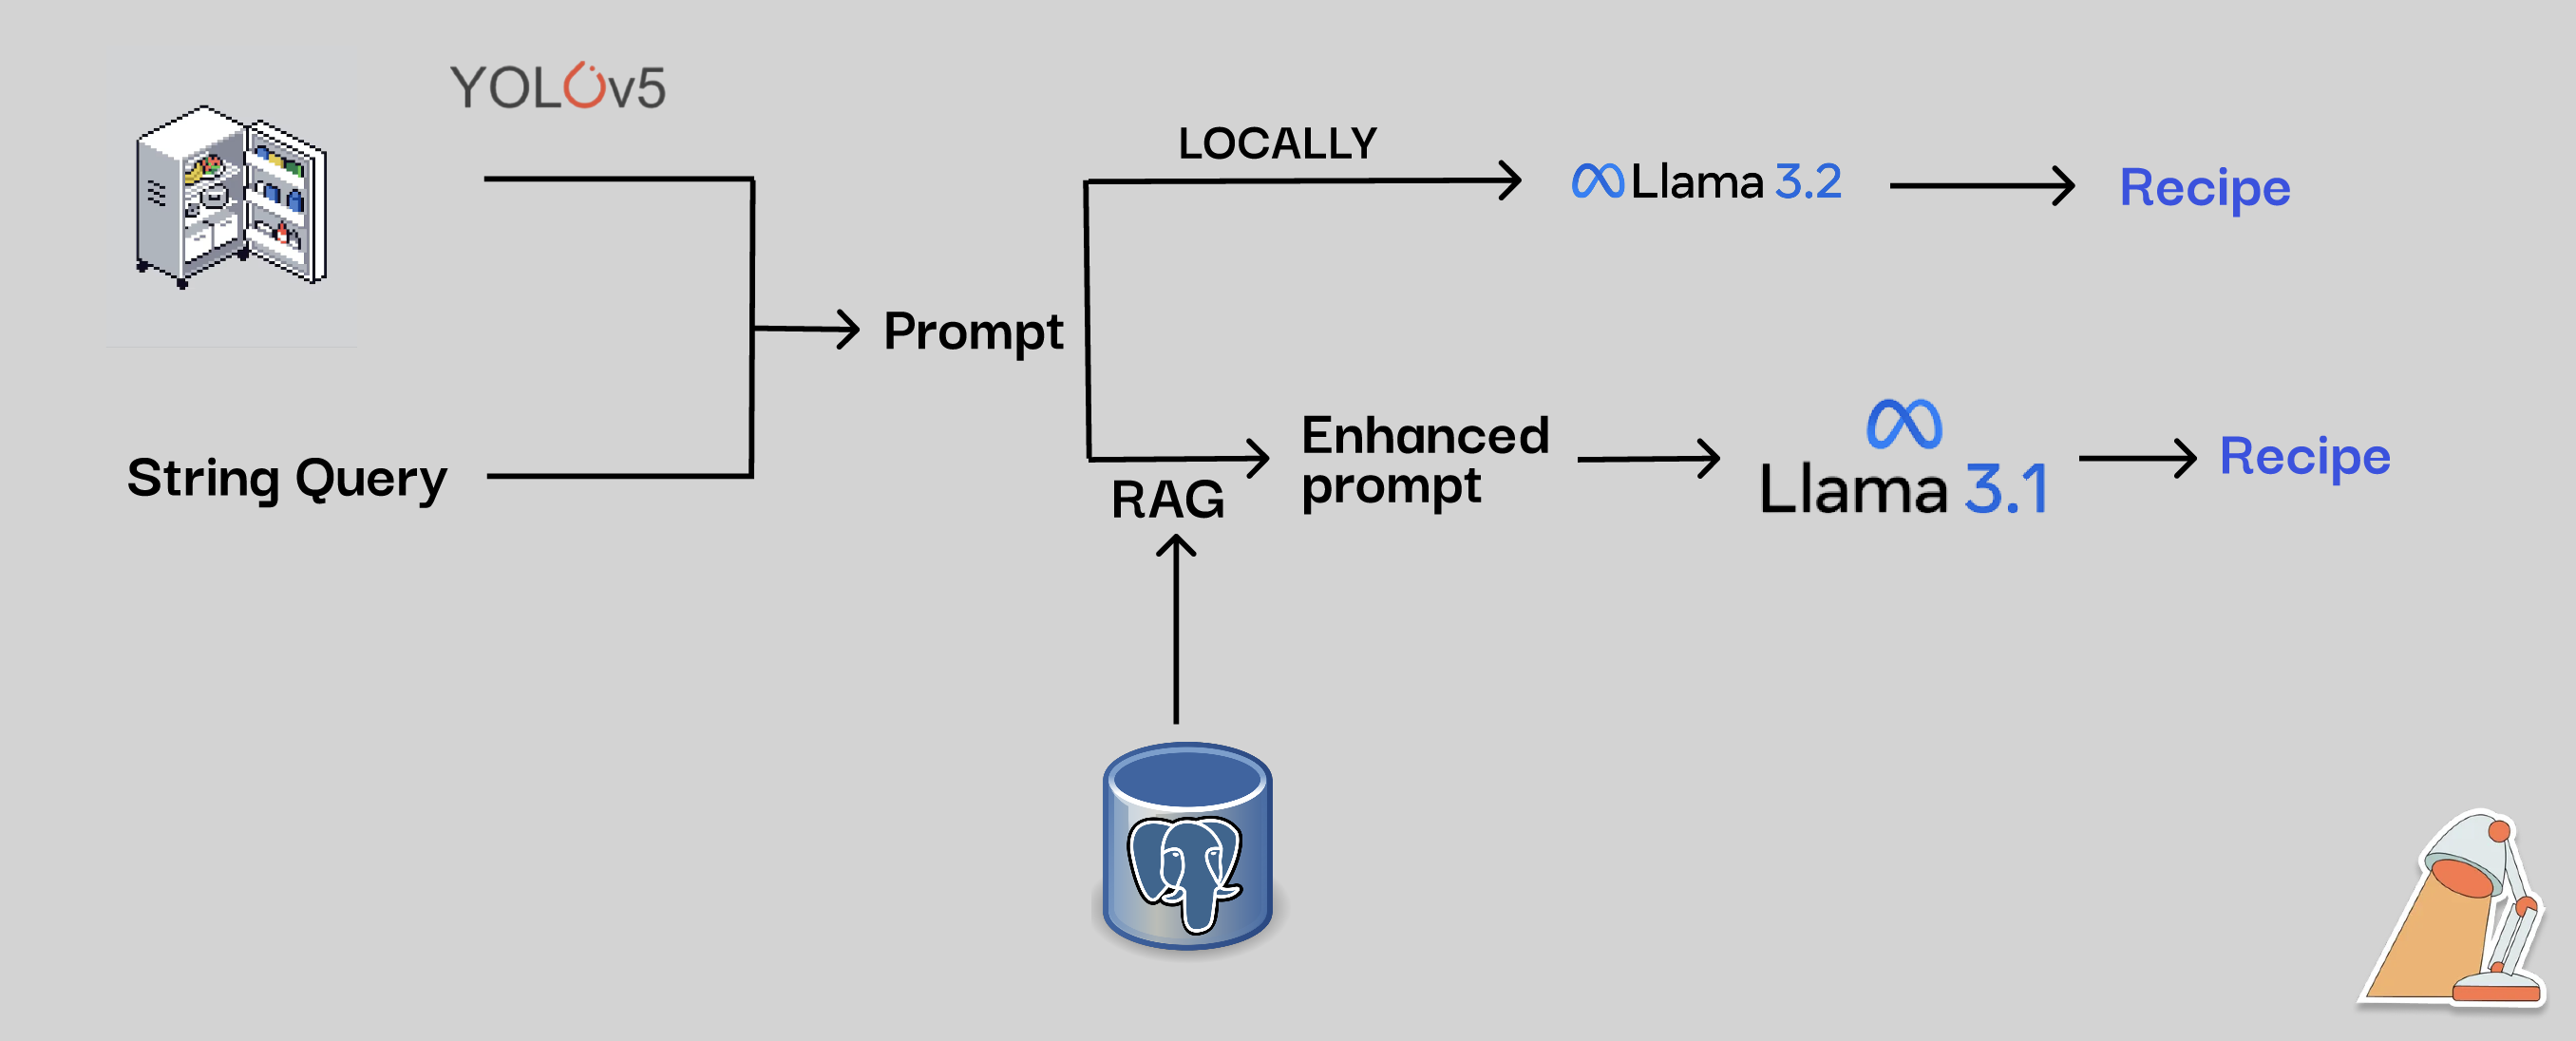 YOLOv5
LOCALLY
Llama 3.2
Recipe
Prompt
String Query
Enhanced
prompt
RAG
Llama 3.1
Recipe